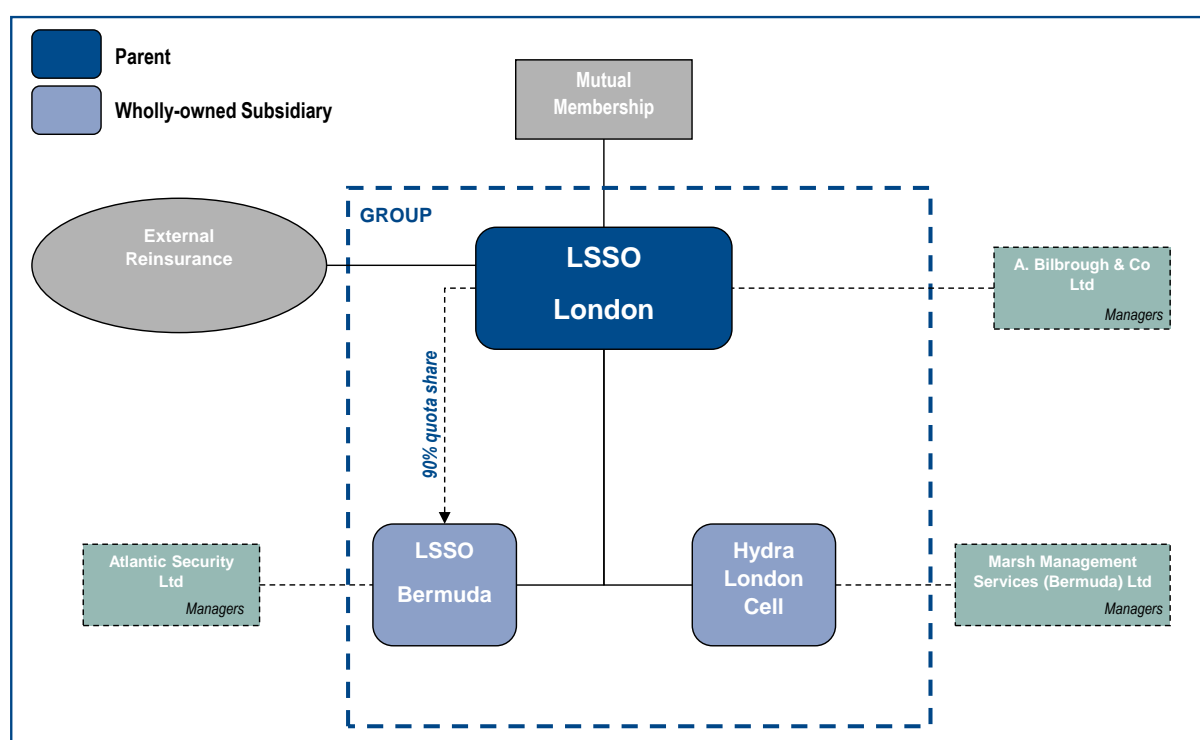 Parent
Wholly-owned Subsidiary
Mutual
Membership
GROUP
External
Reinsurance
LSSO
London
A. Bilbrough & Co
Ltd
Managers
90% quota share
Atlantic Security
Ltd
Managers
LSSO
Bermuda
Hydra
London
Cell
Marsh Management
Services (Bermuda) Ltd
Managers